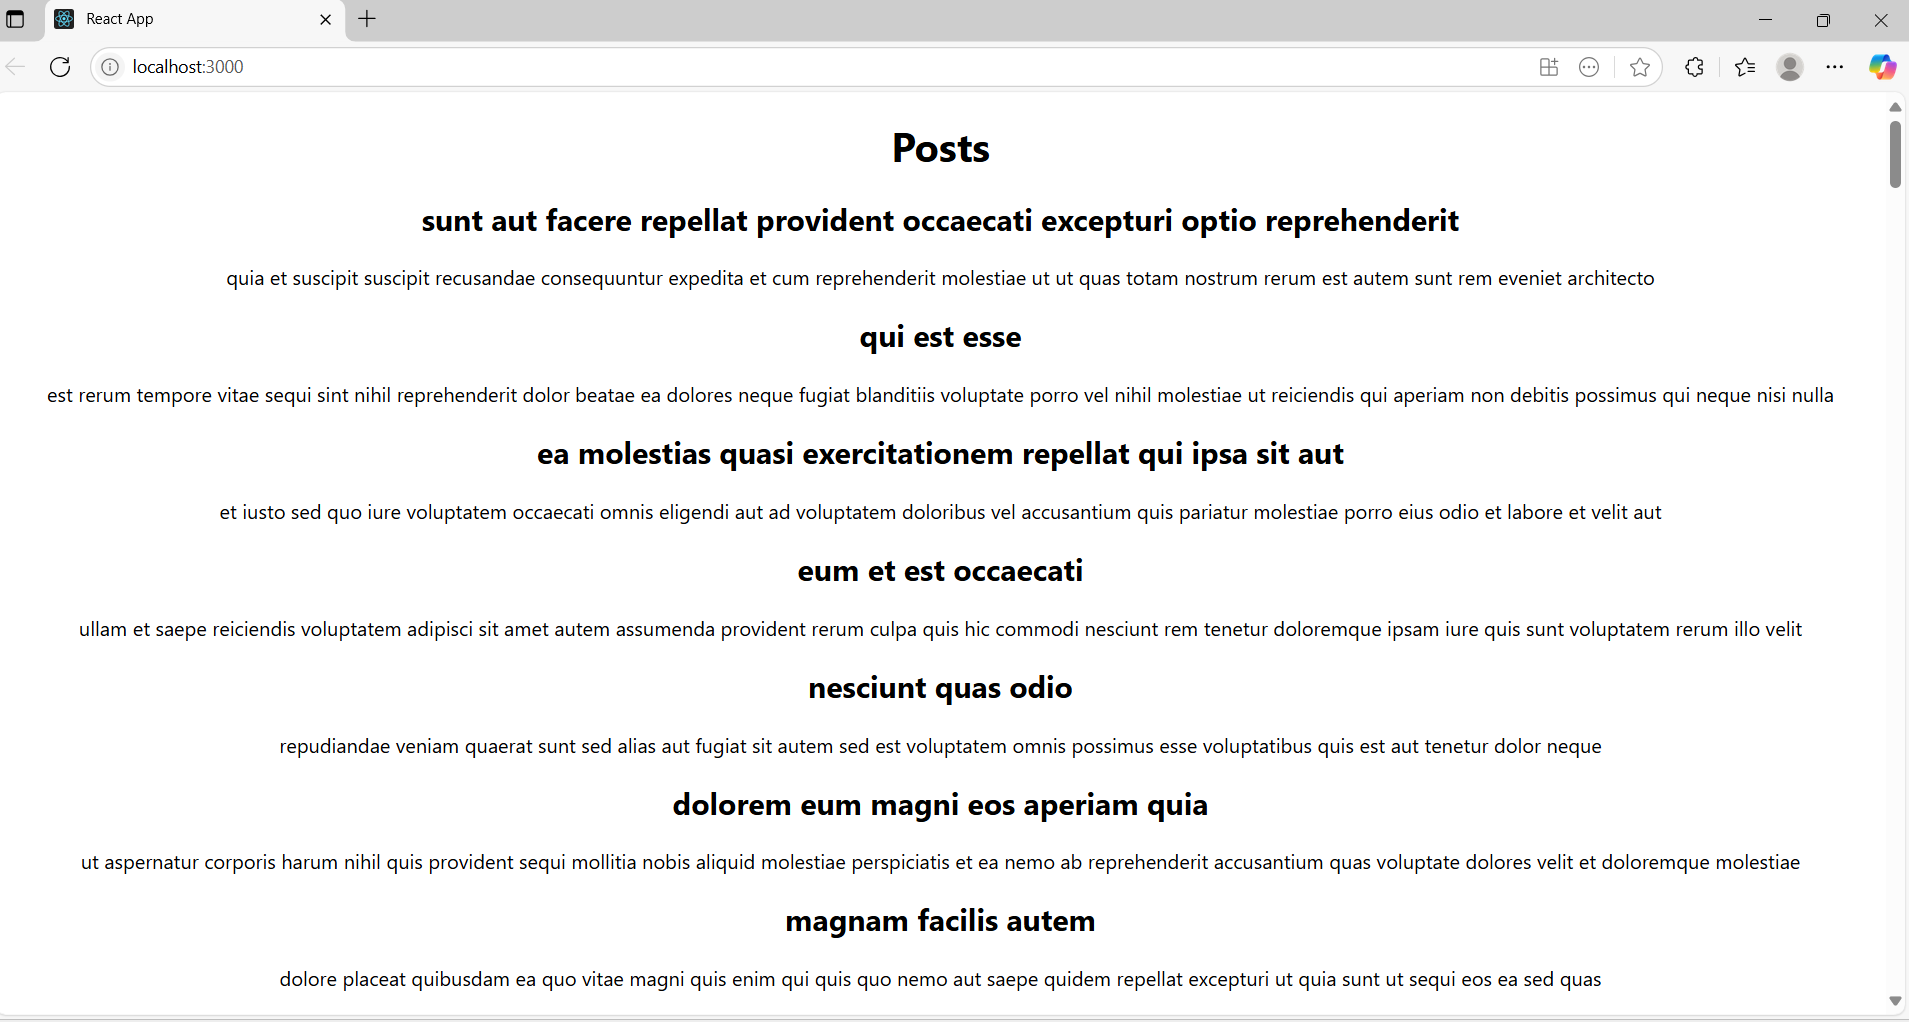 React App
localhost:3000
Posts
sunt aut facere repellat provident occaecati excepturi optio reprehenderit
quia et suscipit suscipit recusandae consequuntur expedita et cum reprehenderit molestiae ut ut quas totam nostrum rerum est autem sunt rem eveniet architecto
qui est esse
est rerum tempore vitae sequi sint nihil reprehenderit dolor beatae ea dolores neque fugiat blanditiis voluptate porro vel nihil molestiae ut reiciendis qui aperiam non debitis possimus qui neque nisi nulla
ea molestias quasi exercitationem repellat qui ipsa sit aut
et iusto sed quo iure voluptatem occaecati omnis eligendi aut ad voluptatem doloribus vel accusantium quis pariatur molestiae porro eius odio et labore et velit aut
eum et est occaecati
ullam et saepe reiciendis voluptatem adipisci sit amet autem assumenda provident rerum culpa quis hic commodi nesciunt rem tenetur doloremque ipsam iure quis sunt voluptatem rerum illo velit
nesciunt quas odio
repudiandae veniam quaerat sunt sed alias aut fugiat sit autem sed est voluptatem omnis possimus esse voluptatibus quis est aut tenetur dolor neque
dolorem eum magni eos aperiam quia
ut aspernatur corporis harum nihil quis provident sequi mollitia nobis aliquid molestiae perspiciatis et ea nemo ab reprehenderit accusantium quas voluptate dolores velit et doloremque molestiae
magnam facilis autem
dolore placeat quibusdam ea quo vitae magni quis enim qui quis quo nemo aut saepe quidem repellat excepturi ut quia sunt ut sequi eos ea sed quas